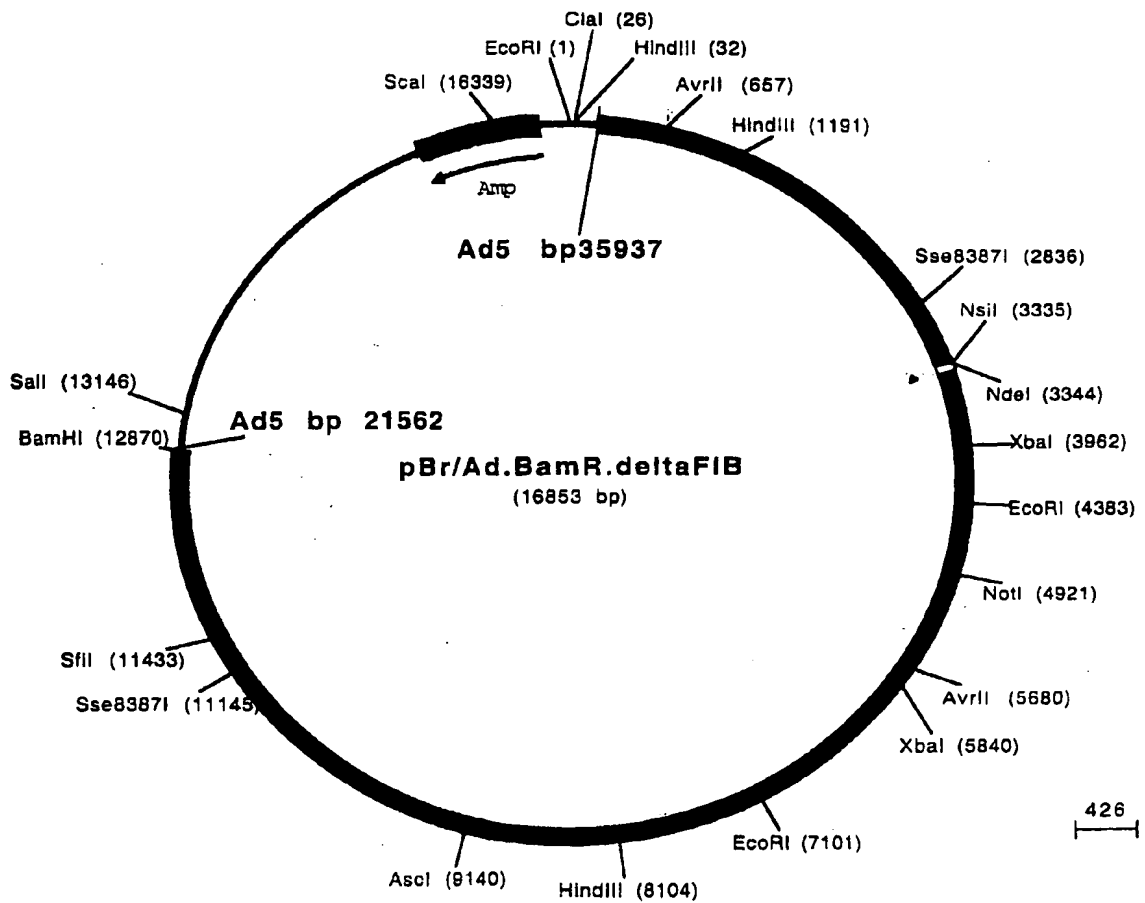 ClaI (26)
EcoRI (1)
HindIII (32)
ScaI (16339)
AvrII (657)
HindIII (1191)
Amp
Ad5 bp35937
Sse8387I (2836)
NsiI (3335)
NdeI (3344)
SalI (13146)
Ad5 bp 21562
BamHI (12870)
XbaI (3962)
pBr/Ad.BamR.deltaFIB
(16853 bp)
EcoRI (4383)
NotI (4921)
SfiI (11433)
Sse8387I (11145)
AvrII (5680)
XbaI (5840)
426
EcoRI (7101)
AscI (9140)
HindIII (8104)